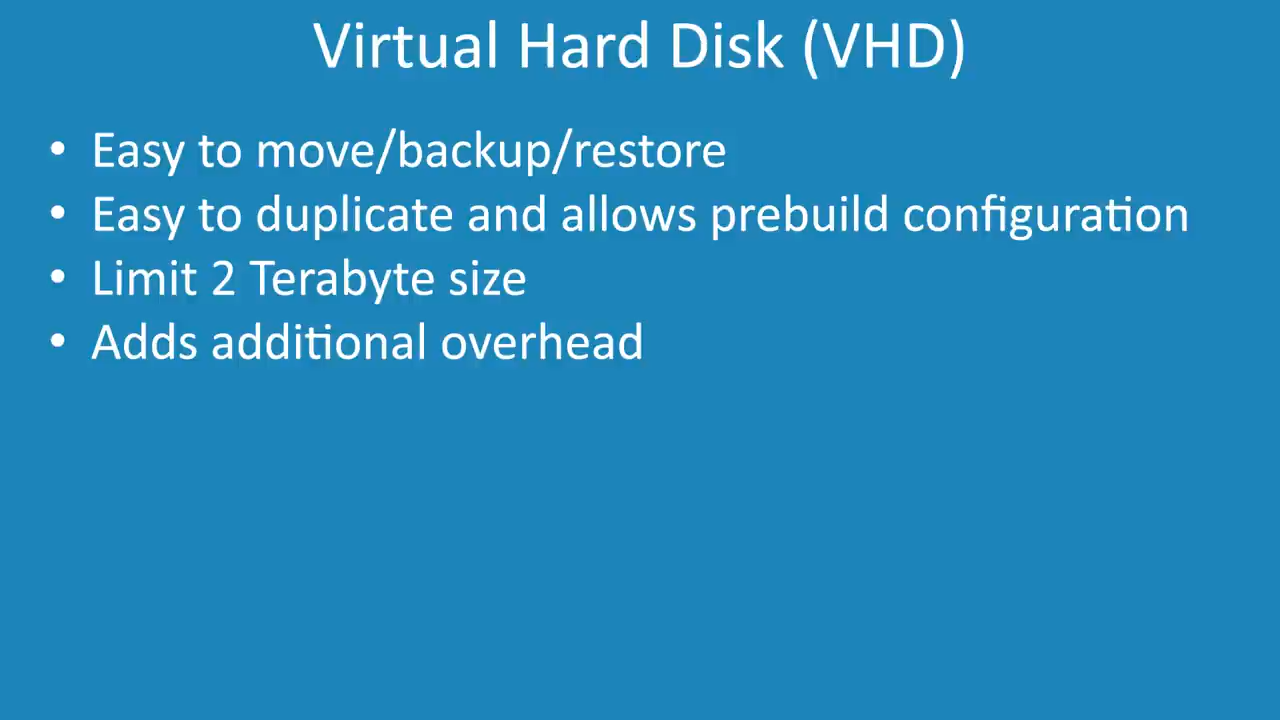 Virtual Hard Disk (VHD)
• Easy to move/backup/restore
• Easy to duplicate and allows prebuild configuration
• Limit 2 Terabyte size
• Adds additional overhead